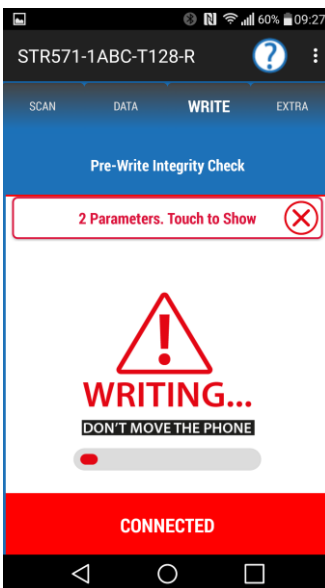 60% 09:27
STR571-1ABC-T128-R ?
SCAN DATA WRITE EXTRA
Pre-Write Integrity Check
2 Parameters. Touch to Show
!
WRITING...
DON'T MOVE THE PHONE
CONNECTED